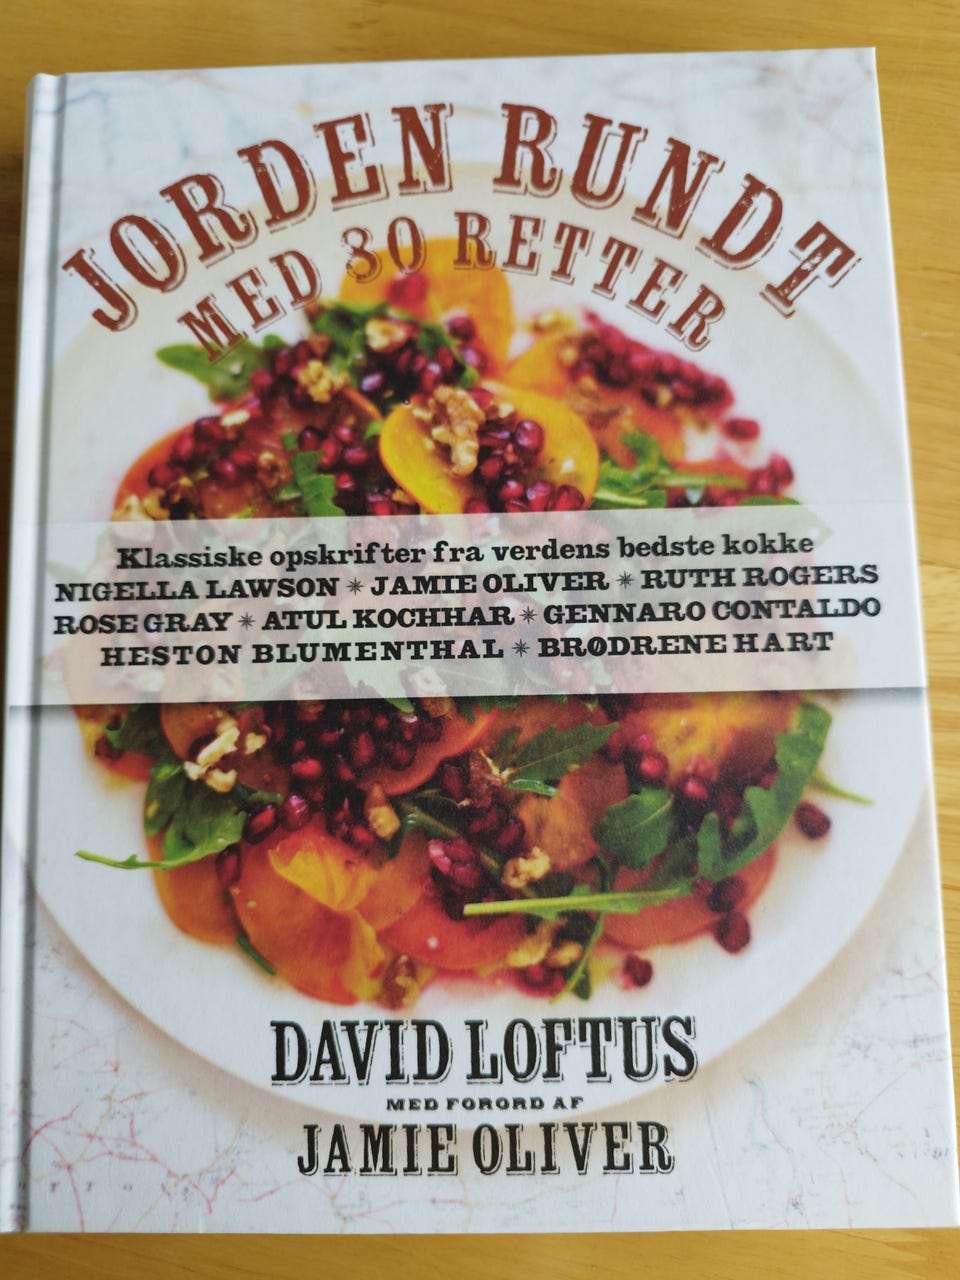 JORDEN RUNDT
MED 80 RETTER
Klassiske opskrifter fra verdens bedste kokke
NIGELLA LAWSON * JAMIE OLIVER * RUTH ROGERS
ROSE GRAY * ATUL KOCHHAR * GENNARO CONTALDO
HESTON BLUMENTHAL * BRØDRENE HART
DAVID LOFTUS
MED FORORD AF
JAMIE OLIVER